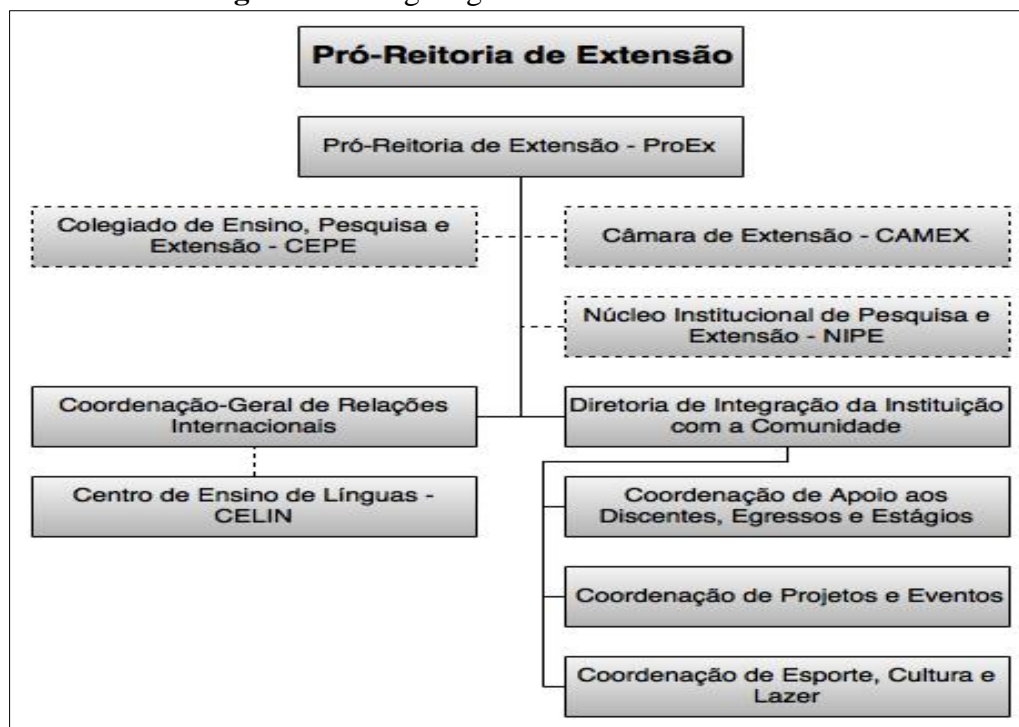 Pró-Reitoria de Extensão
Pró-Reitoria de Extensão - ProEx
Colegiado de Ensino, Pesquisa e
Extensão - CEPE
Câmara de Extensão - CAMEX
Núcleo Institucional de Pesquisa e
Extensão - NIPE
Coordenação-Geral de Relações
Internacionais
Diretoria de Integração da Instituição
com a Comunidade
Centro de Ensino de Línguas -
CELIN
Coordenação de Apoio aos
Discentes, Egressos e Estágios
Coordenação de Projetos e Eventos
Coordenação de Esporte, Cultura e
Lazer